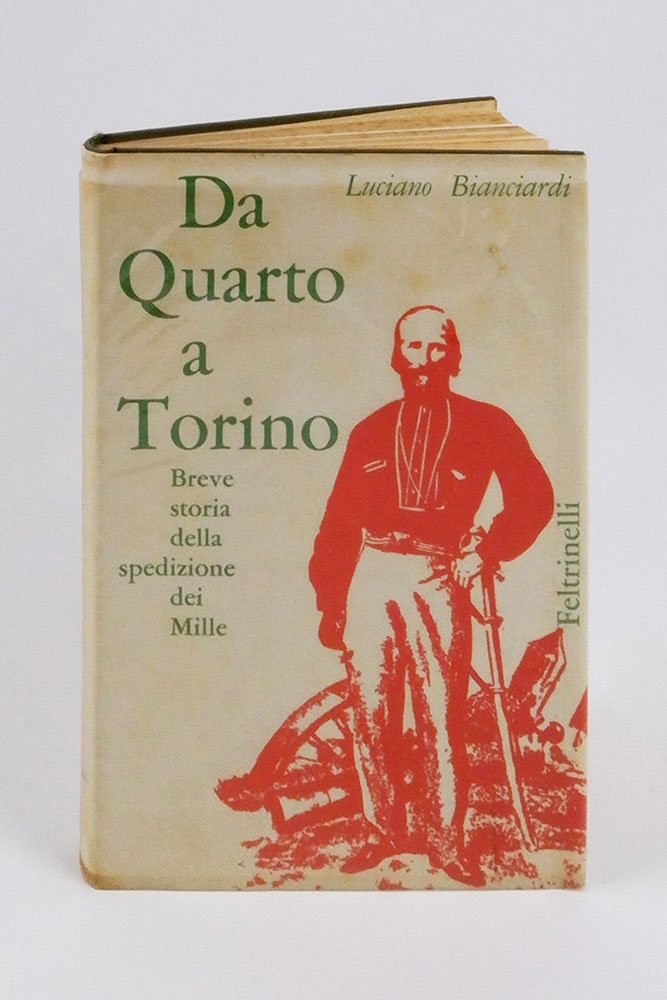 Luciano Bianciardi
Da
Quarto
a
Torino
Breve
storia
della
spedizione
dei
Mille
Feltrinelli